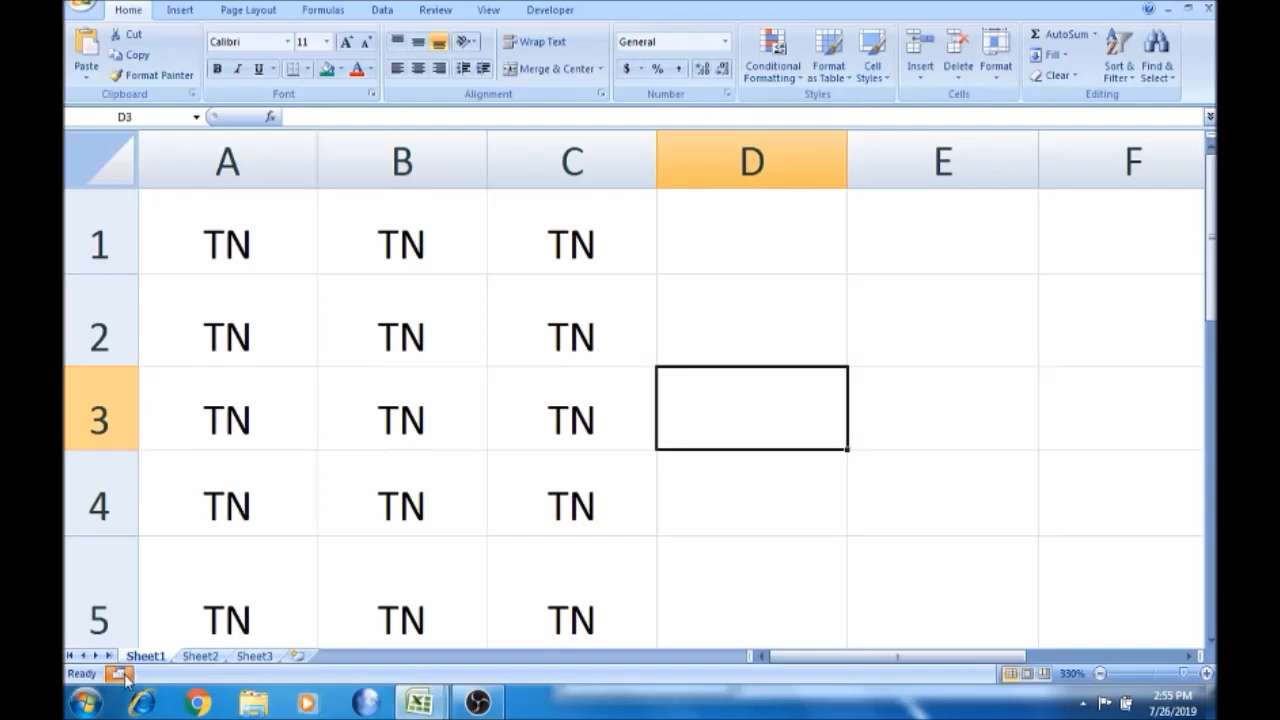 Home Insert Page Layout Formulas Data Review View Developer
Cut
Copy
Format Painter
Paste
Clipboard
Calibri 11
B I U
Font
Wrap Text
Merge & Center
Alignment
General
$ % ,
Number
Conditional Formatting
Format as Table
Cell Styles
Styles
Insert Delete Format
Cells
Σ AutoSum
Fill
Clear
Sort & Filter
Find & Select
Editing
D3 fx
A B C D E F
1 TN TN TN
2 TN TN TN
3 TN TN TN
4 TN TN TN
5 TN TN TN
Sheet1 Sheet2 Sheet3
Ready 330%
2:55 PM
7/26/2019